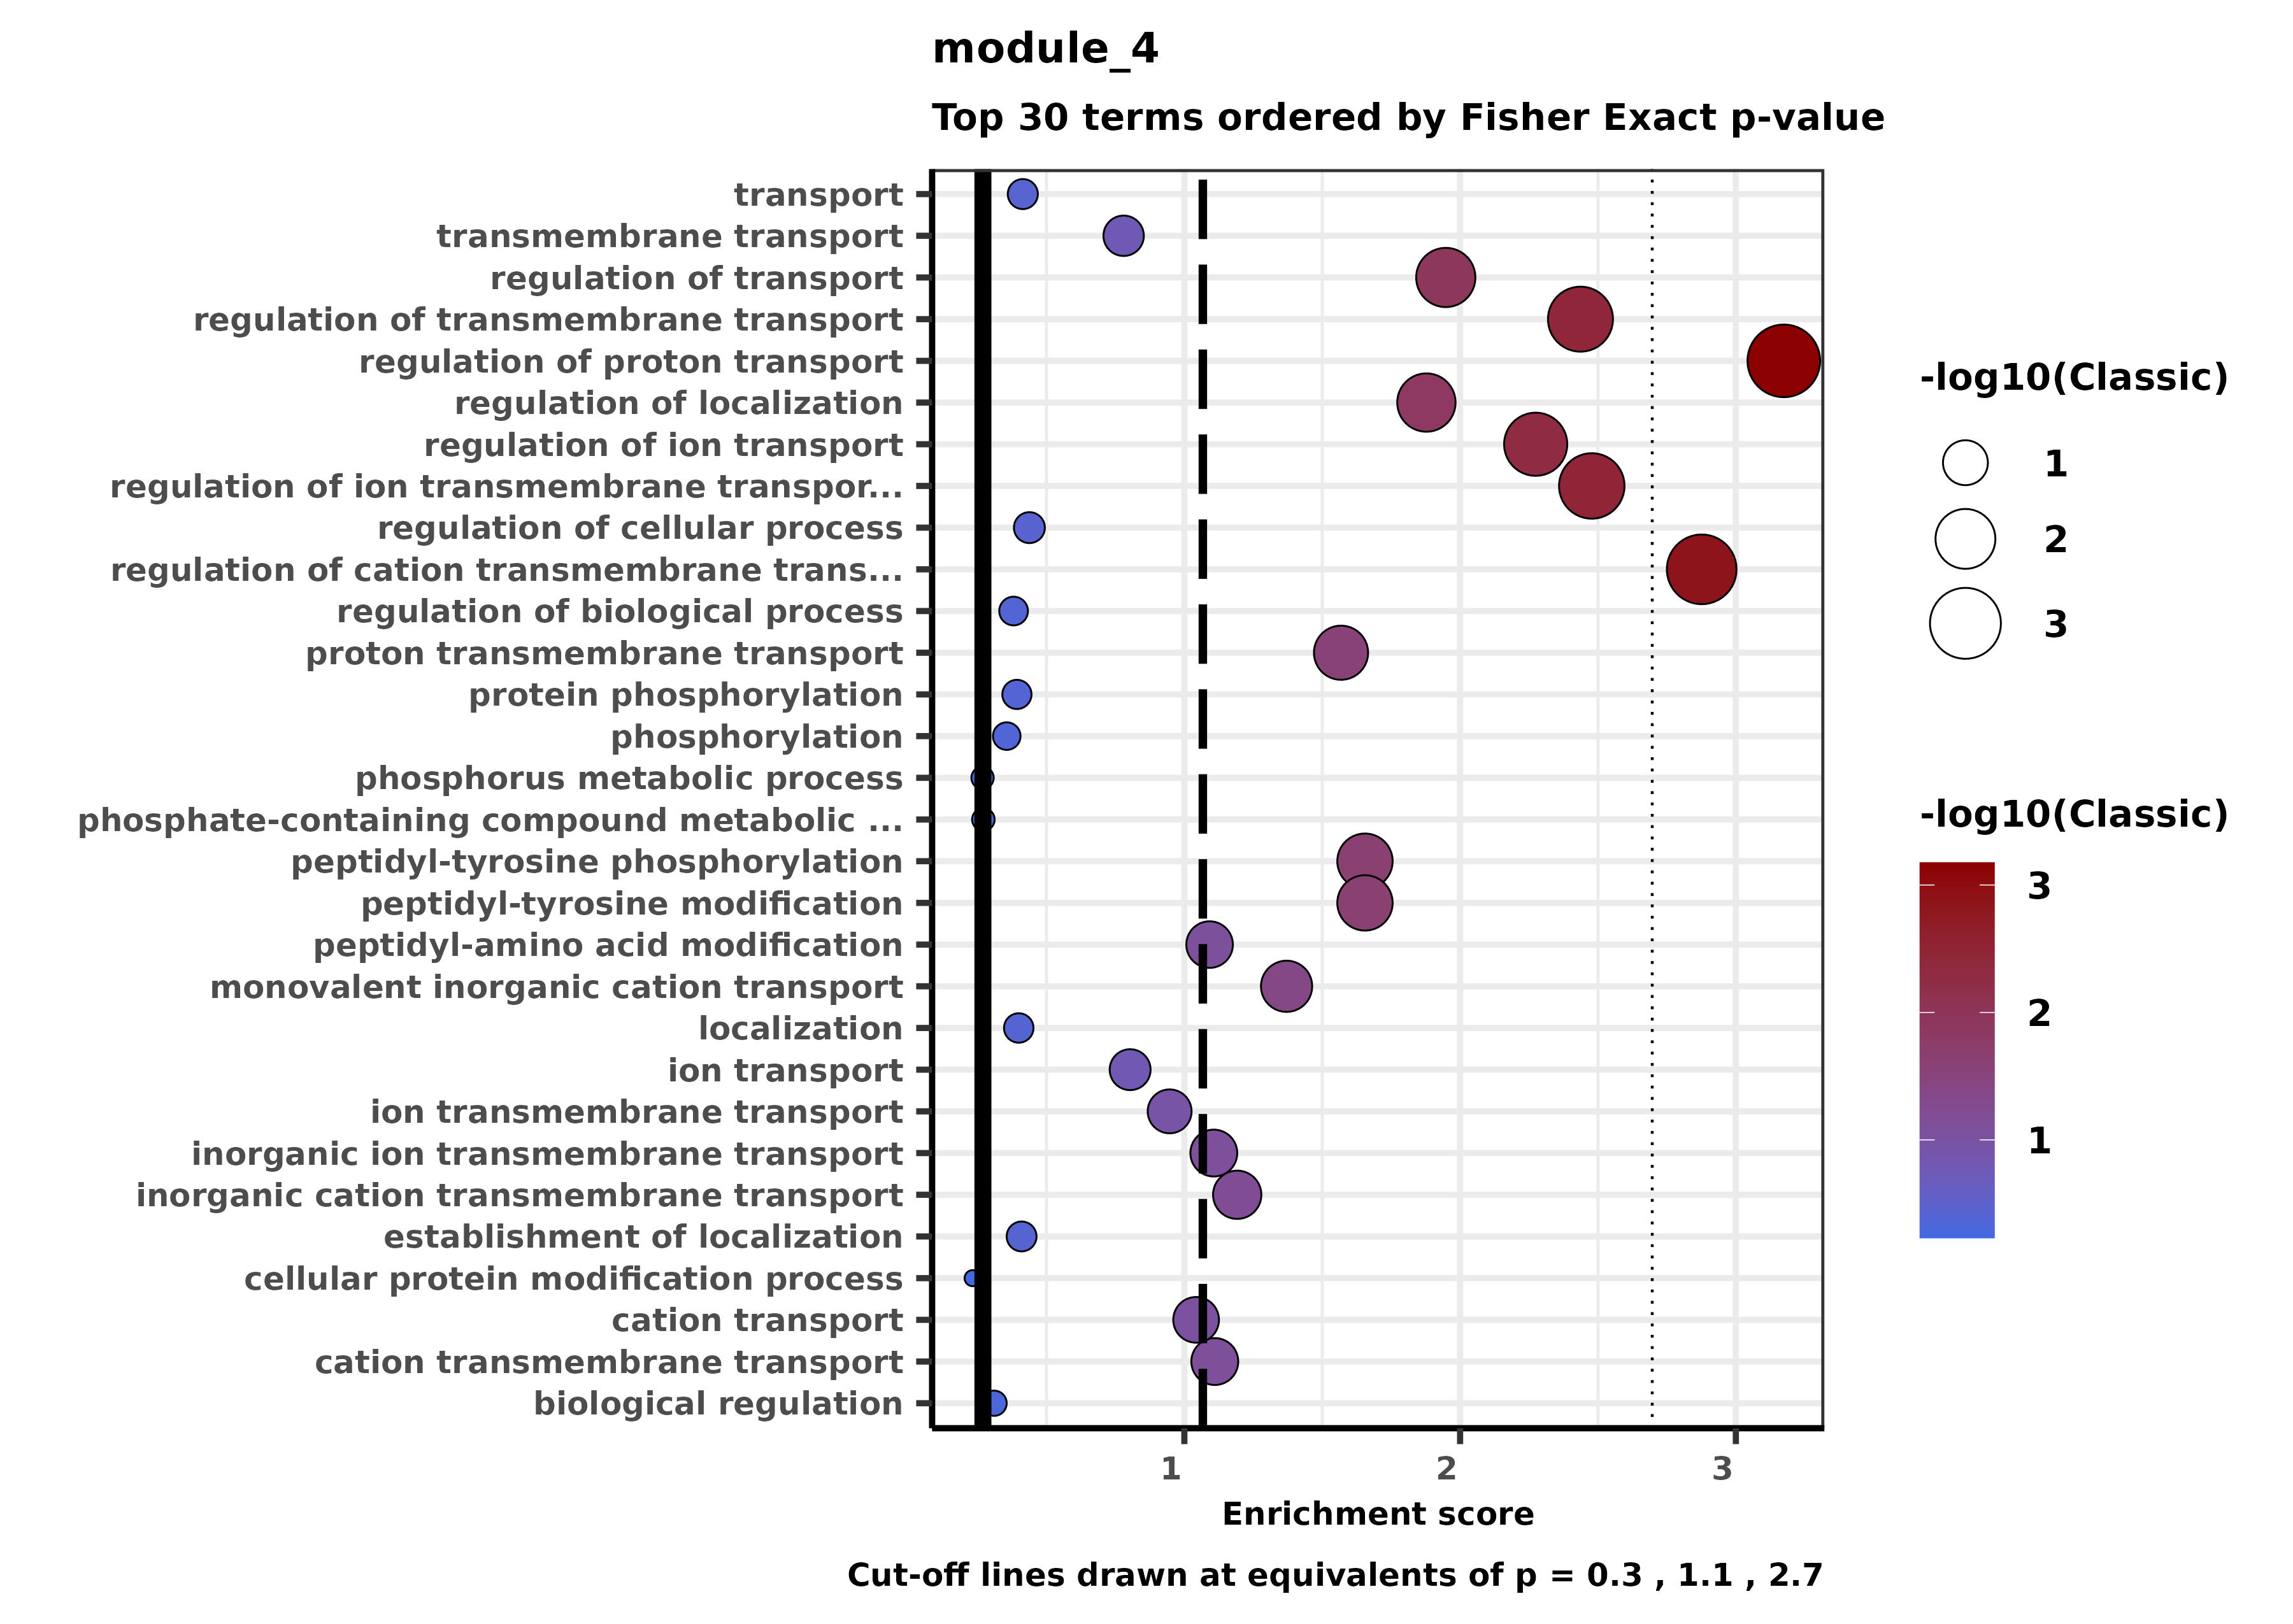 module_4
Top 30 terms ordered by Fisher Exact p-value
transport
transmembrane transport
regulation of transport
regulation of transmembrane transport
regulation of proton transport
regulation of localization
regulation of ion transport
regulation of ion transmembrane transpor...
regulation of cellular process
regulation of cation transmembrane trans...
regulation of biological process
proton transmembrane transport
protein phosphorylation
phosphorylation
phosphorus metabolic process
phosphate-containing compound metabolic ...
peptidyl-tyrosine phosphorylation
peptidyl-tyrosine modification
peptidyl-amino acid modification
monovalent inorganic cation transport
localization
ion transport
ion transmembrane transport
inorganic ion transmembrane transport
inorganic cation transmembrane transport
establishment of localization
cellular protein modification process
cation transport
cation transmembrane transport
biological regulation
1 2 3
Enrichment score
Cut-off lines drawn at equivalents of p = 0.3 , 1.1 , 2.7
-log10(Classic)
1
2
3
-log10(Classic)
3
2
1